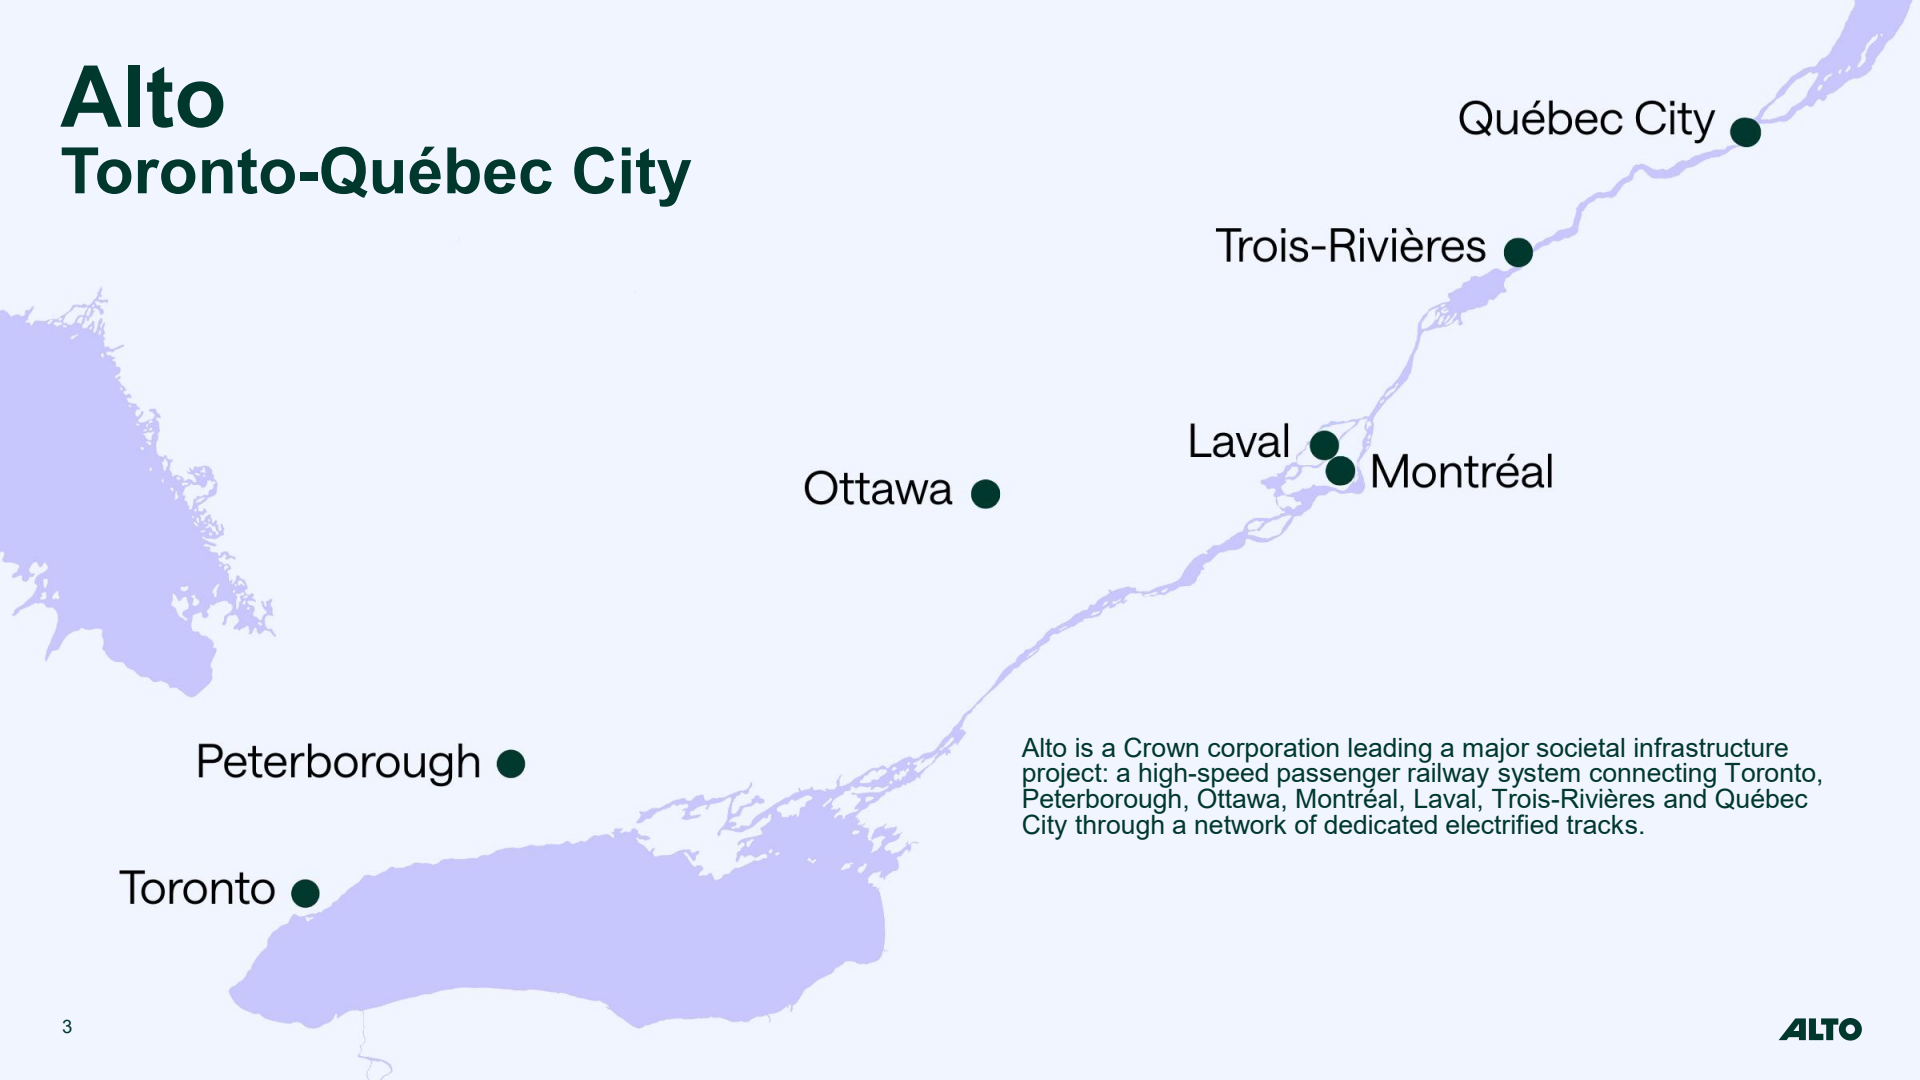 Alto
Toronto-Québec City
Québec City
Trois-Rivières
Laval
Montréal
Ottawa
Peterborough
Toronto
Alto is a Crown corporation leading a major societal infrastructure
project: a high-speed passenger railway system connecting Toronto,
Peterborough, Ottawa, Montréal, Laval, Trois-Rivières and Québec
City through a network of dedicated electrified tracks.
3
ALTO